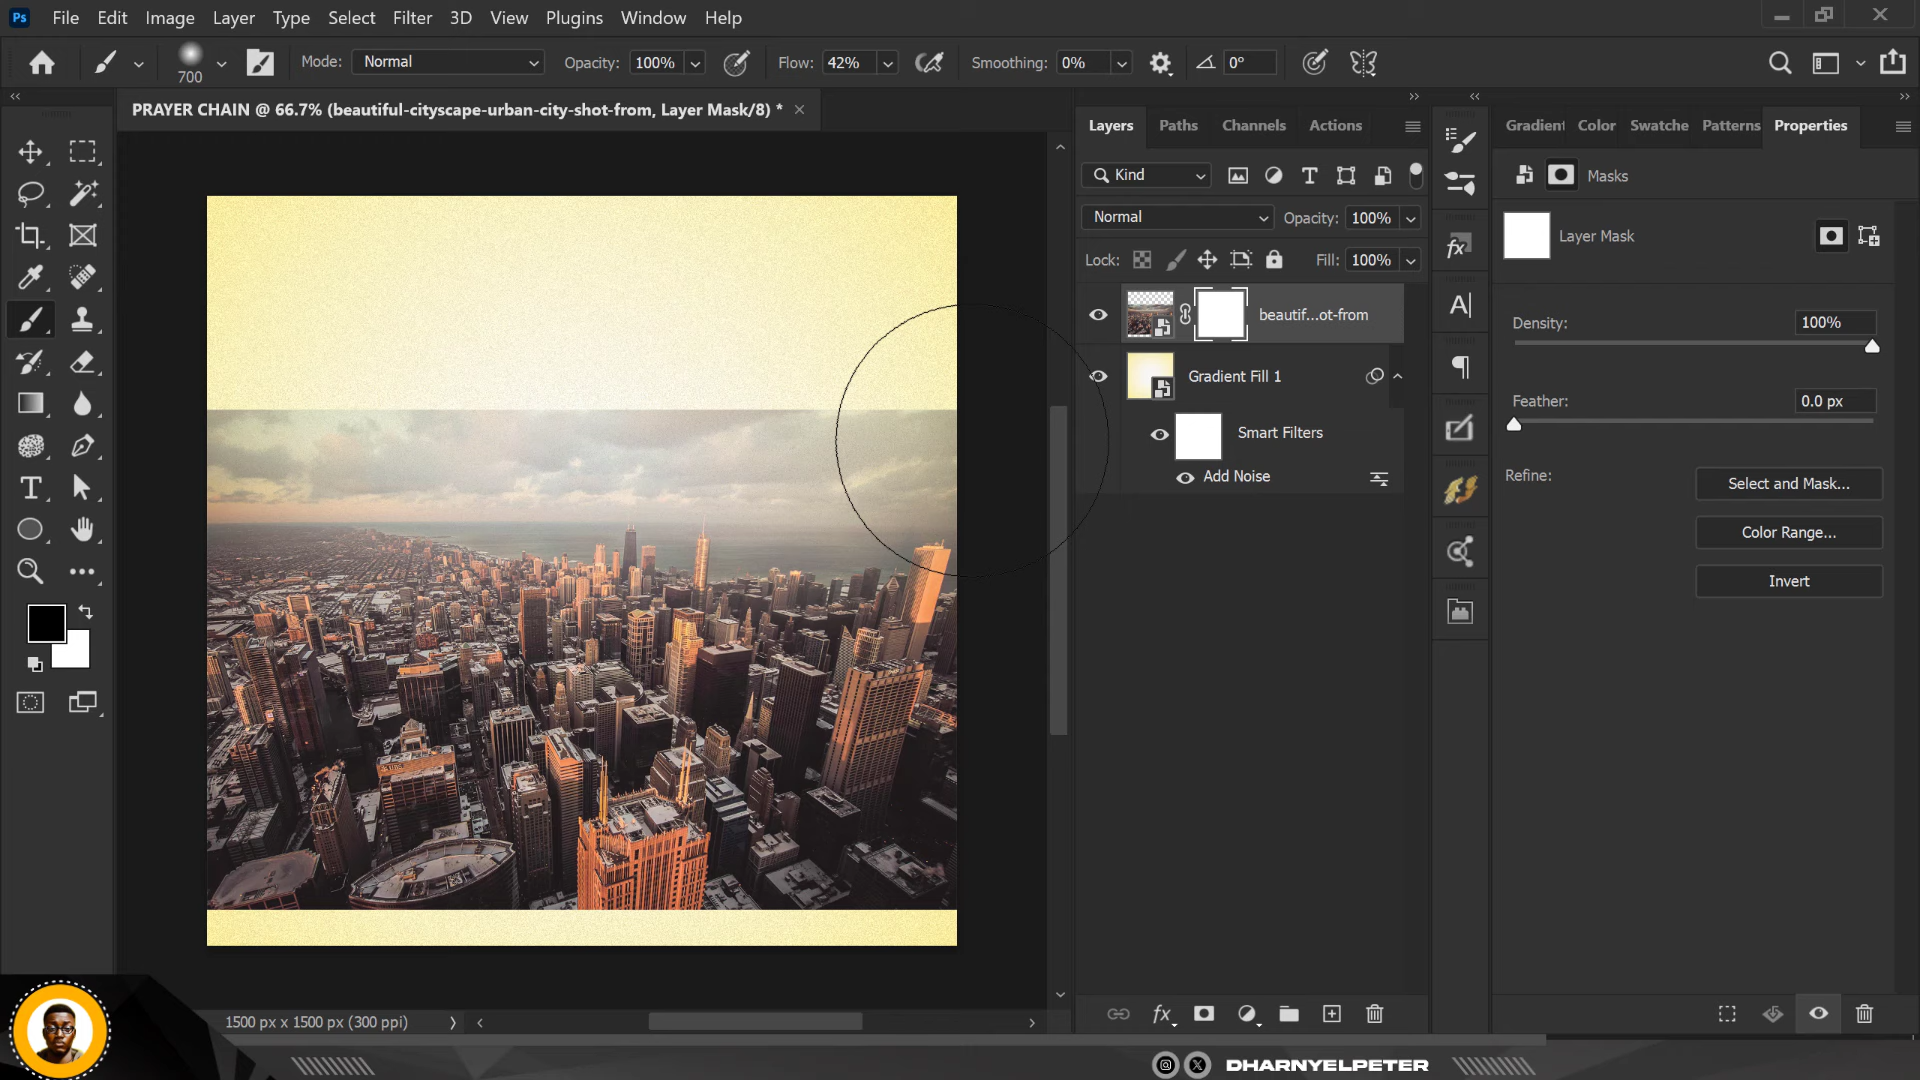 Ps File Edit Image Layer Type Select Filter 3D View Plugins Window Help
700 Mode: Normal Opacity: 100% Flow: 42% Smoothing: 0% 0°
PRAYER CHAIN @ 66.7% (beautiful-cityscape-urban-city-shot-from, Layer Mask/8) *
Layers Paths Channels Actions
Kind
Normal Opacity: 100%
Lock: Fill: 100%
beautif...ot-from
Gradient Fill 1
Smart Filters
Add Noise
Gradient Color Swatche Patterns Properties
Masks
Layer Mask
Density: 100%
Feather: 0.0 px
Refine:
Select and Mask...
Color Range...
Invert
1500 px x 1500 px (300 ppi)
DHARNYELPETER